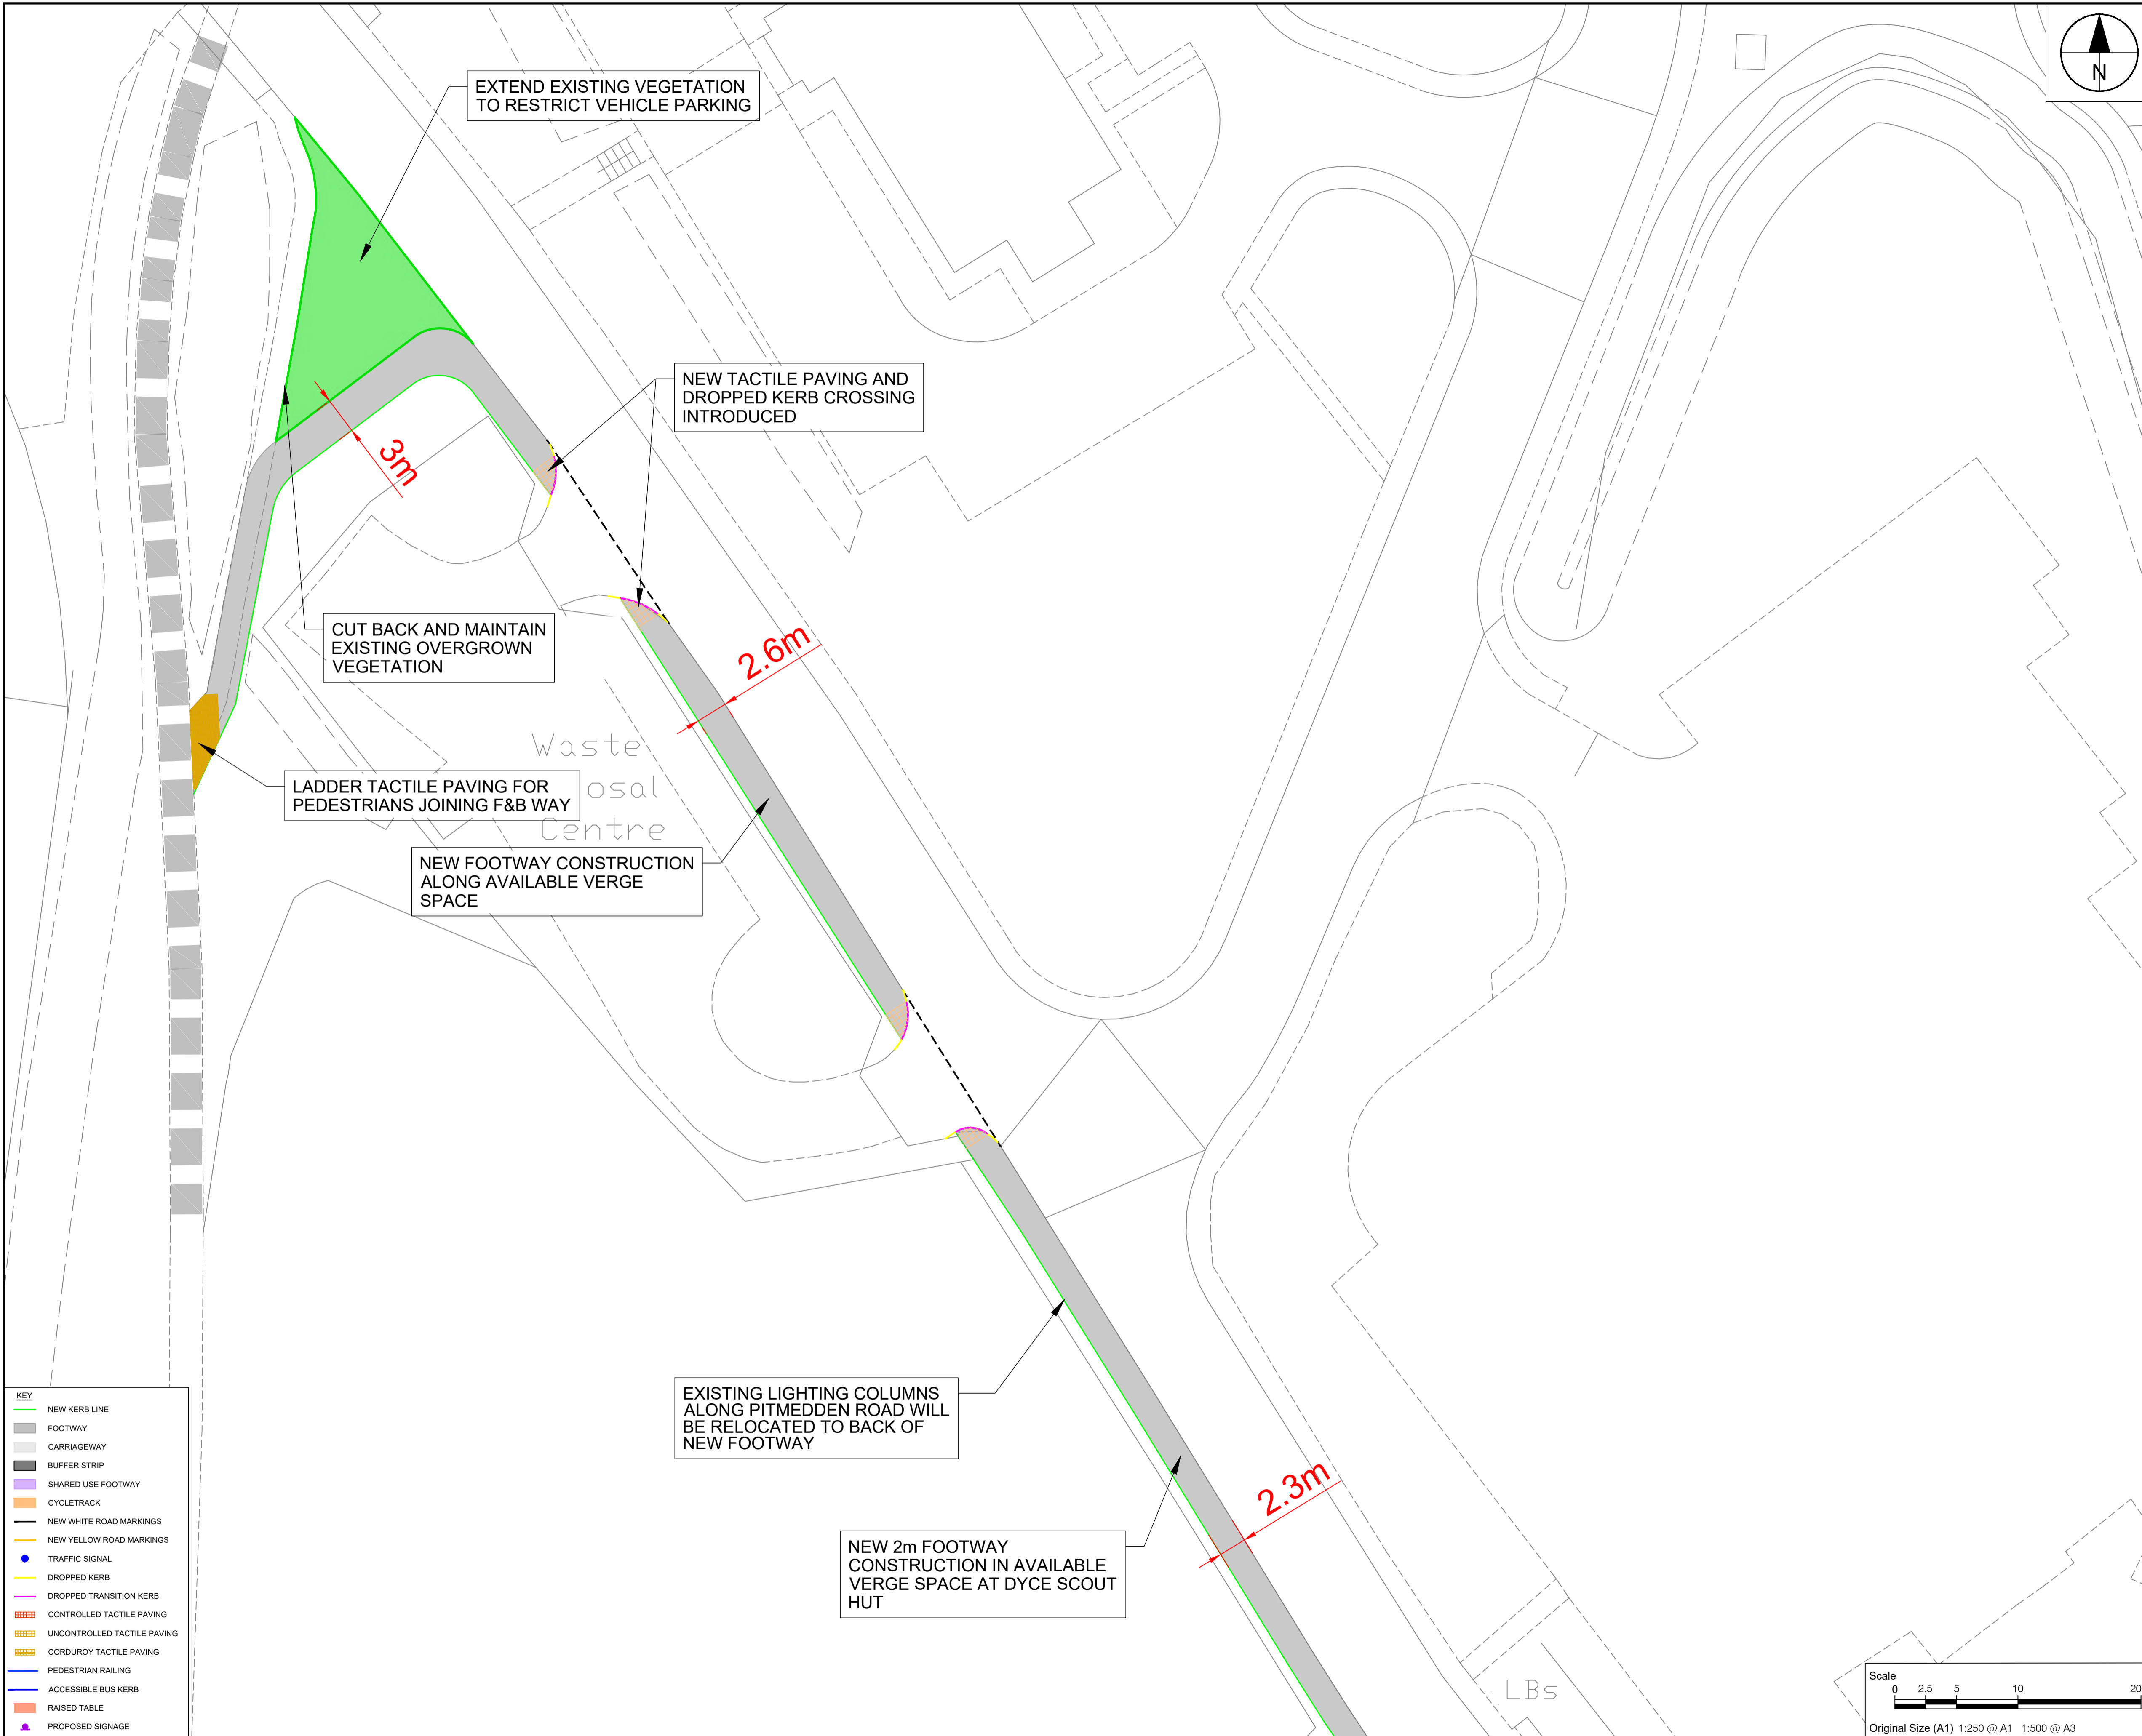 N
EXTEND EXISTING VEGETATION
TO RESTRICT VEHICLE PARKING
NEW TACTILE PAVING AND
DROPPED KERB CROSSING
INTRODUCED
3m
CUT BACK AND MAINTAIN
EXISTING OVERGROWN
VEGETATION
2.6m
Waste
osal
Centre
LADDER TACTILE PAVING FOR
PEDESTRIANS JOINING F&B WAY
NEW FOOTWAY CONSTRUCTION
ALONG AVAILABLE VERGE
SPACE
EXISTING LIGHTING COLUMNS
ALONG PITMEDDEN ROAD WILL
BE RELOCATED TO BACK OF
NEW FOOTWAY
2.3m
NEW 2m FOOTWAY
CONSTRUCTION IN AVAILABLE
VERGE SPACE AT DYCE SCOUT
HUT
LBs
KEY
NEW KERB LINE
FOOTWAY
CARRIAGEWAY
BUFFER STRIP
SHARED USE FOOTWAY
CYCLETRACK
NEW WHITE ROAD MARKINGS
NEW YELLOW ROAD MARKINGS
TRAFFIC SIGNAL
DROPPED KERB
DROPPED TRANSITION KERB
CONTROLLED TACTILE PAVING
UNCONTROLLED TACTILE PAVING
CORDUROY TACTILE PAVING
PEDESTRIAN RAILING
ACCESSIBLE BUS KERB
RAISED TABLE
PROPOSED SIGNAGE
Scale
0 2.5 5 10 20
Original Size (A1) 1:250 @ A1 1:500 @ A3